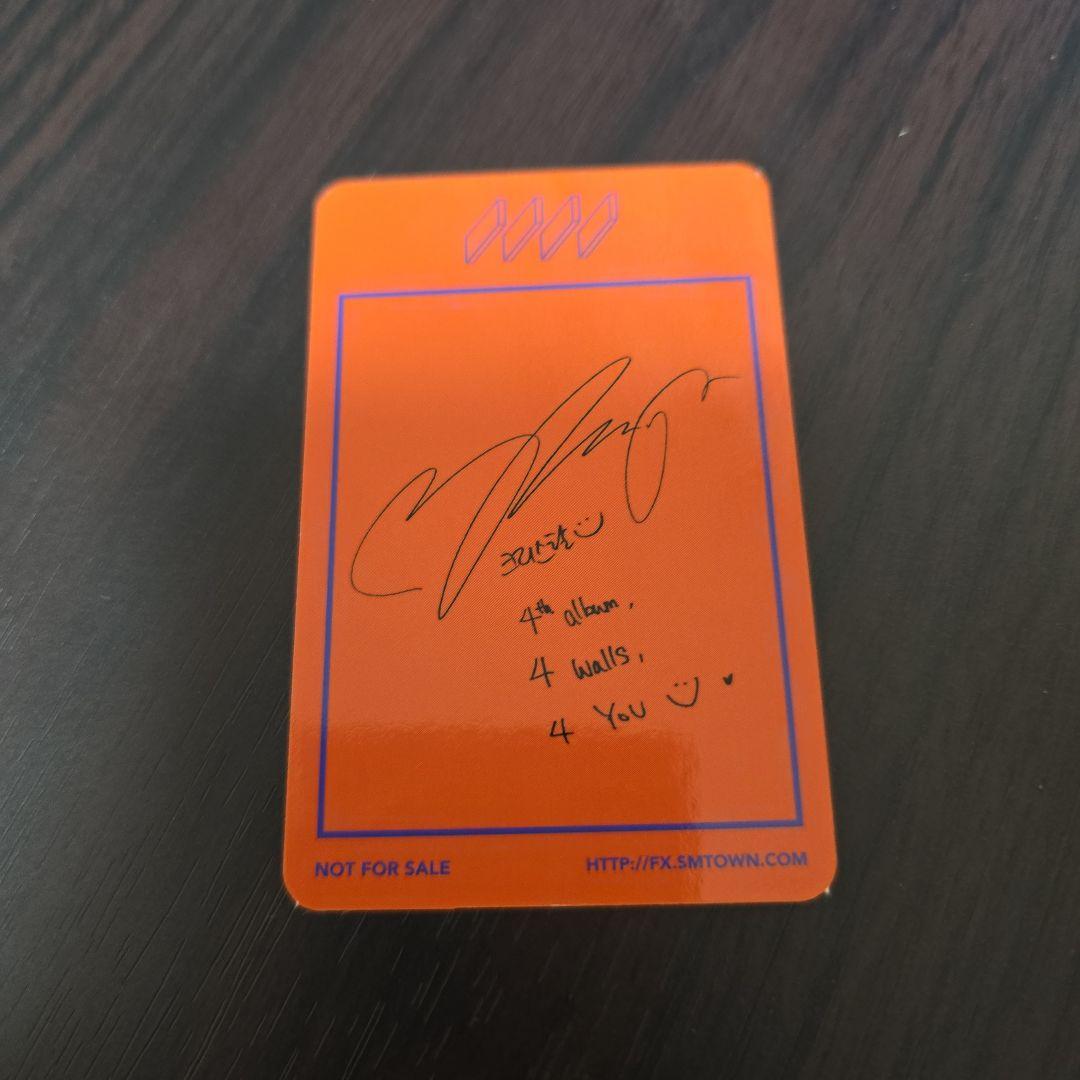 크리스탈
4th album,
4 walls,
4 YOU
NOT FOR SALE
HTTP://FX.SMTOWN.COM